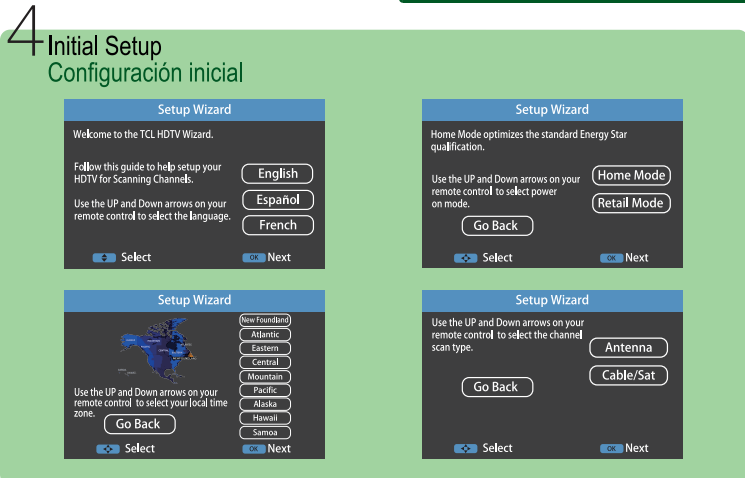 4
Initial Setup
Configuración inicial
Setup Wizard
Welcome to the TCL HDTV Wizard.
Follow this guide to help setup your
HDTV for Scanning Channels.
Use the UP and Down arrows on your
remote control to select the language.
English
Español
French
Select
OK Next
Setup Wizard
Home Mode optimizes the standard Energy Star
qualification.
Use the UP and Down arrows on your
remote control to select power
on mode.
Home Mode
Retail Mode
Go Back
Select
OK Next
Setup Wizard
Use the UP and Down arrows on your
remote control to select your local time
zone.
Go Back
New Foundland
Atlantic
Eastern
Central
Mountain
Pacific
Alaska
Hawaii
Samoa
Select
OK Next
Setup Wizard
Use the UP and Down arrows on your
remote control to select the channel
scan type.
Antenna
Cable/Sat
Go Back
Select
OK Next